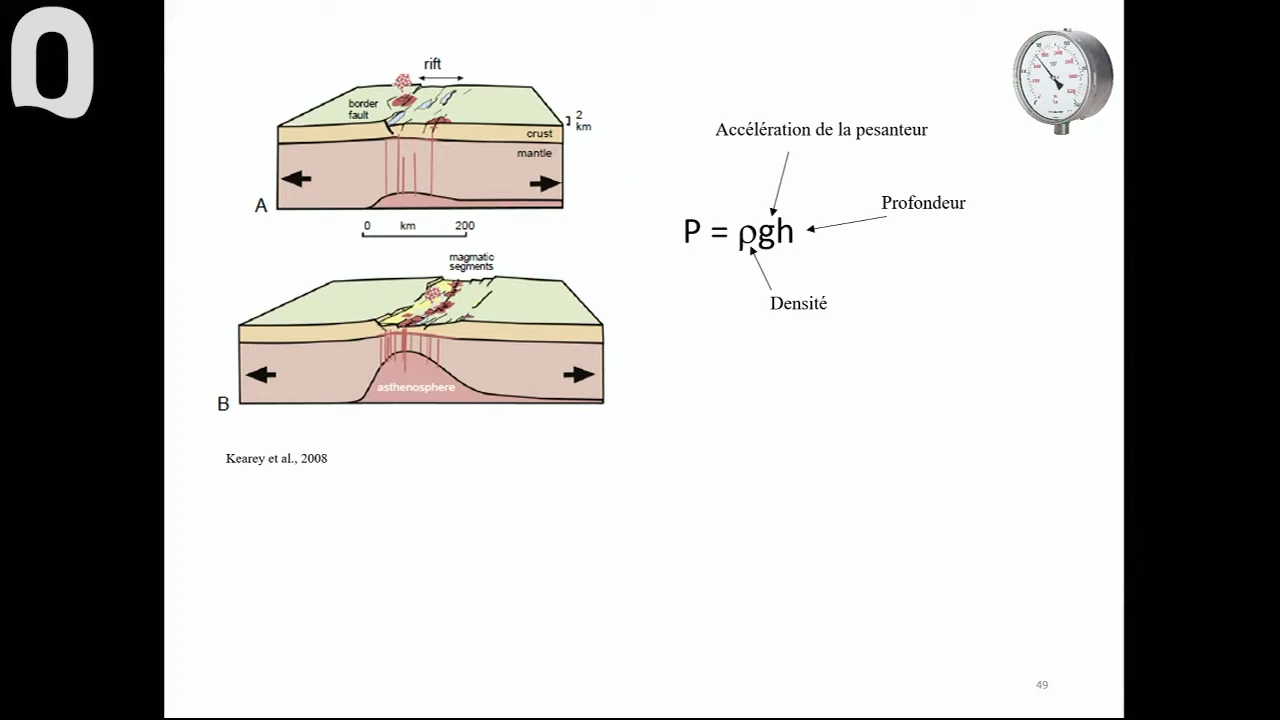 rift
border
fault
2
km
crust
mantle
A
0 km 200
magmatic
segments
asthenosphere
B
Kearey et al., 2008
Accélération de la pesanteur
Profondeur
P = ρgh
Densité
49